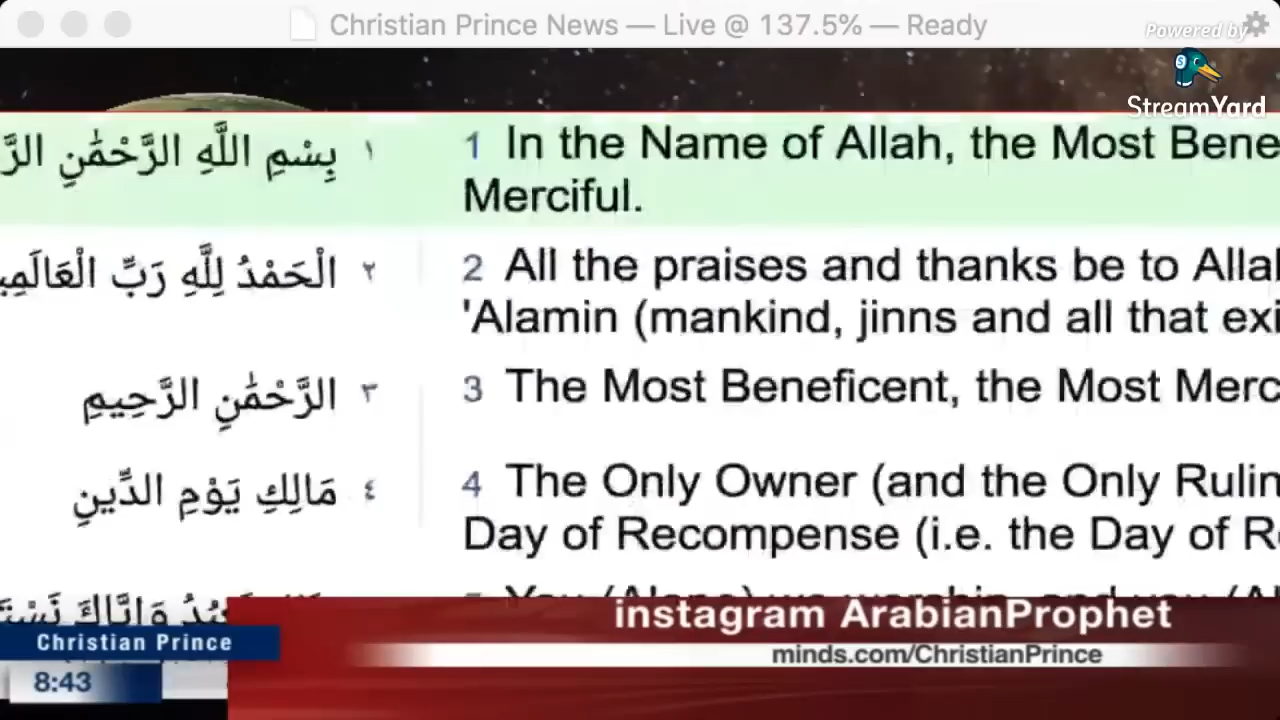 Christian Prince News — Live @ 137.5% — Ready
Powered by
StreamYard
بِسْمِ اللَّهِ الرَّحْمَٰنِ ١
1 In the Name of Allah, the Most Bene
Merciful.
الْحَمْدُ لِلَّهِ رَبِّ الْعَالَمِي ٢
2 All the praises and thanks be to Alla
'Alamin (mankind, jinns and all that exi
الرَّحْمَٰنِ الرَّحِيمِ ٣
3 The Most Beneficent, the Most Merc
مَالِكِ يَوْمِ الدِّينِ ٤
4 The Only Owner (and the Only Rulin
Day of Recompense (i.e. the Day of R
instagram ArabianProphet
Christian Prince
minds.com/ChristianPrince
8:43